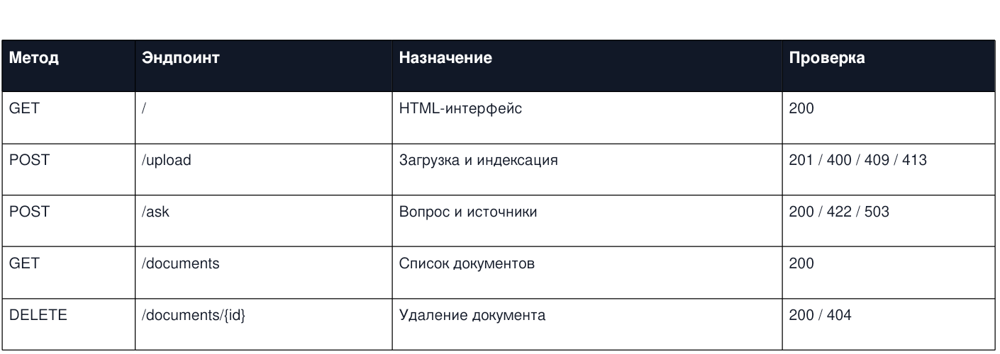 Метод Эндпоинт Назначение Проверка
GET / HTML-интерфейс 200
POST /upload Загрузка и индексация 201 / 400 / 409 / 413
POST /ask Вопрос и источники 200 / 422 / 503
GET /documents Список документов 200
DELETE /documents/{id} Удаление документа 200 / 404